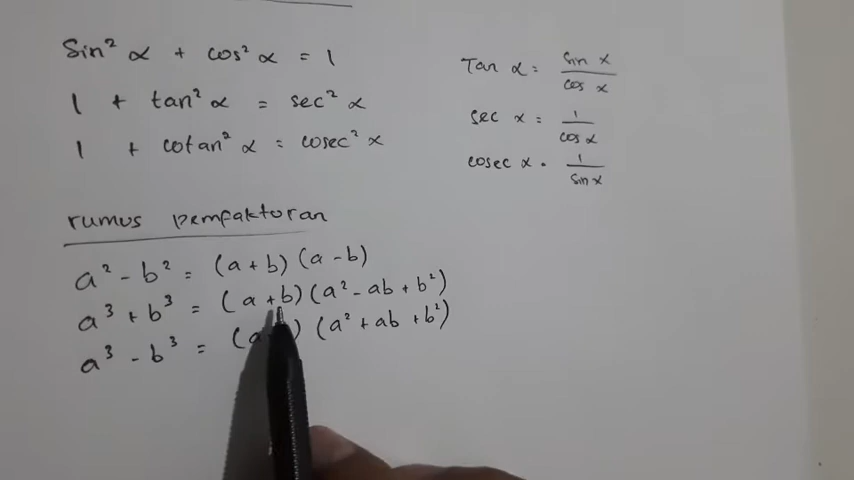 Sin² α + cos² α = 1
1 + tan² α = sec² α
1 + cotan² α = cosec² x
Tan α = sin x / cos x
sec x = 1 / cos α
cosec α = 1 / sin x
rumus pemfaktoran
a² - b² = (a + b) (a - b)
a³ + b³ = (a + b) (a² - ab + b²)
a³ - b³ = (a ) (a² + ab + b²)